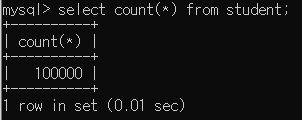 mysql> select count(*) from student;
+----------+
| count(*) |
+----------+
| 100000 |
+----------+
1 row in set (0.01 sec)